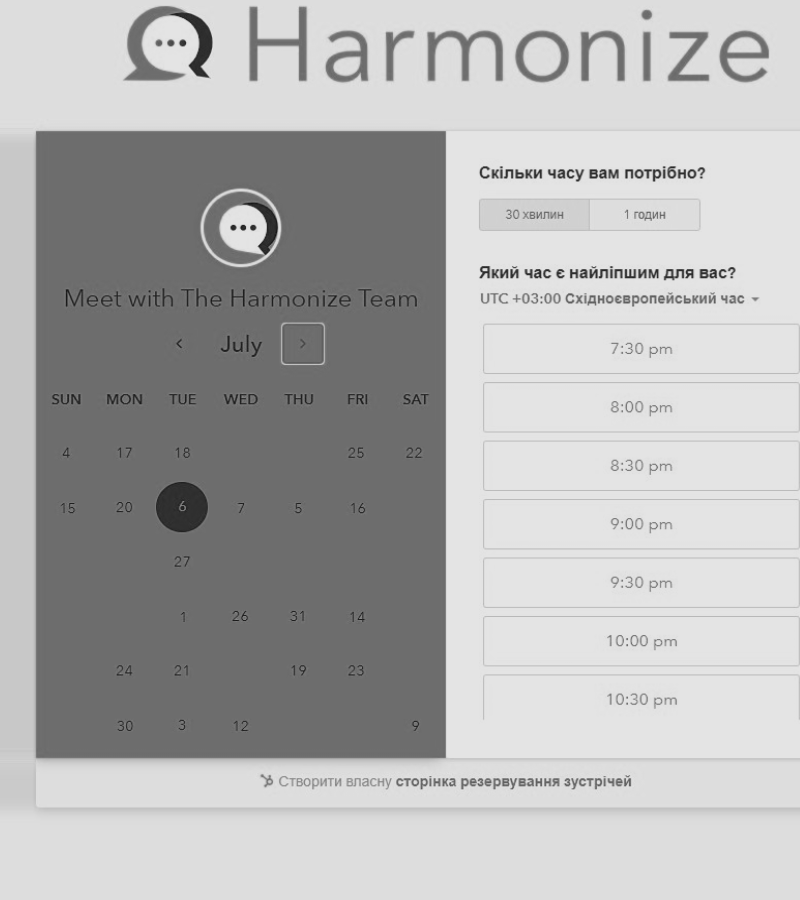 Harmonize
Meet with The Harmonize Team
July
SUN MON TUE WED THU FRI SAT
4 17 18 25 22
15 20 6 7 5 16
27
1 26 31 14
24 21 19 23
30 3 12 9
Скільки часу вам потрібно?
30 хвилин 1 годин
Який час є найліпшим для вас?
UTC +03:00 Східноєвропейський час
7:30 pm
8:00 pm
8:30 pm
9:00 pm
9:30 pm
10:00 pm
10:30 pm
Створити власну сторінка резервування зустрічей